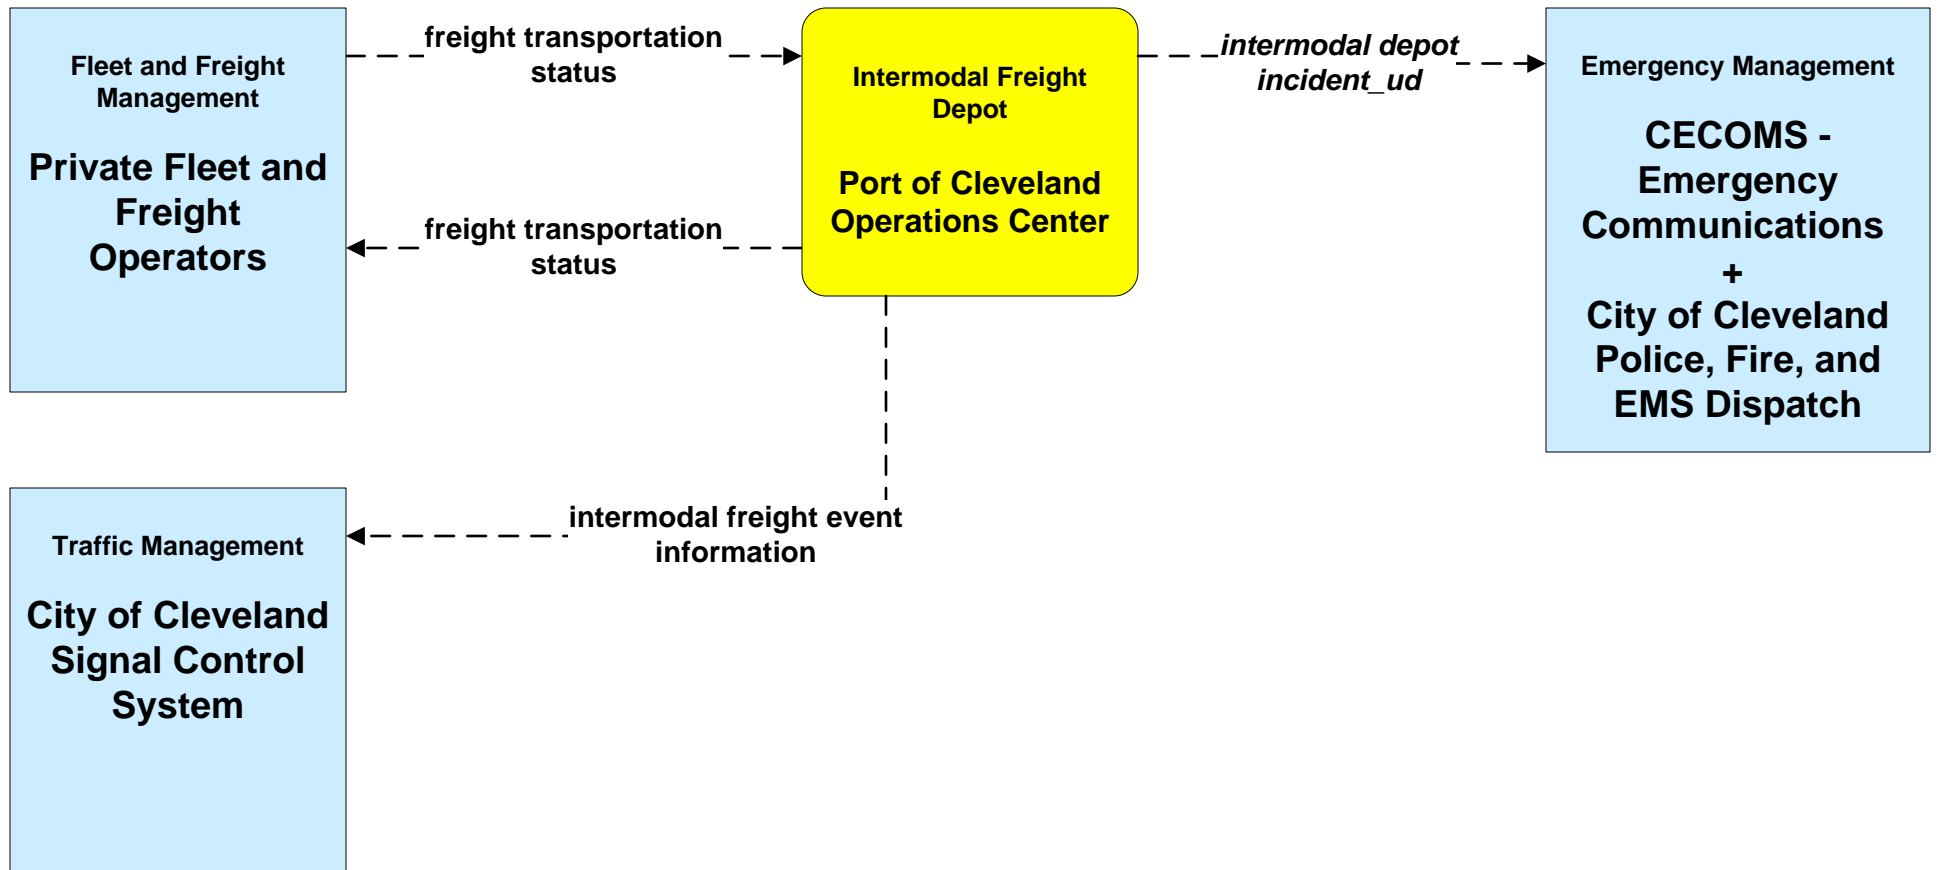 Fleet and Freight
Management
Private Fleet and
Freight
Operators
freight transportation
status
freight transportation
status
Intermodal Freight
Depot
Port of Cleveland
Operations Center
intermodal depot
incident_ud
Emergency Management
CECOMS -
Emergency
Communications
+
City of Cleveland
Police, Fire, and
EMS Dispatch
Traffic Management
City of Cleveland
Signal Control
System
intermodal freight event
information